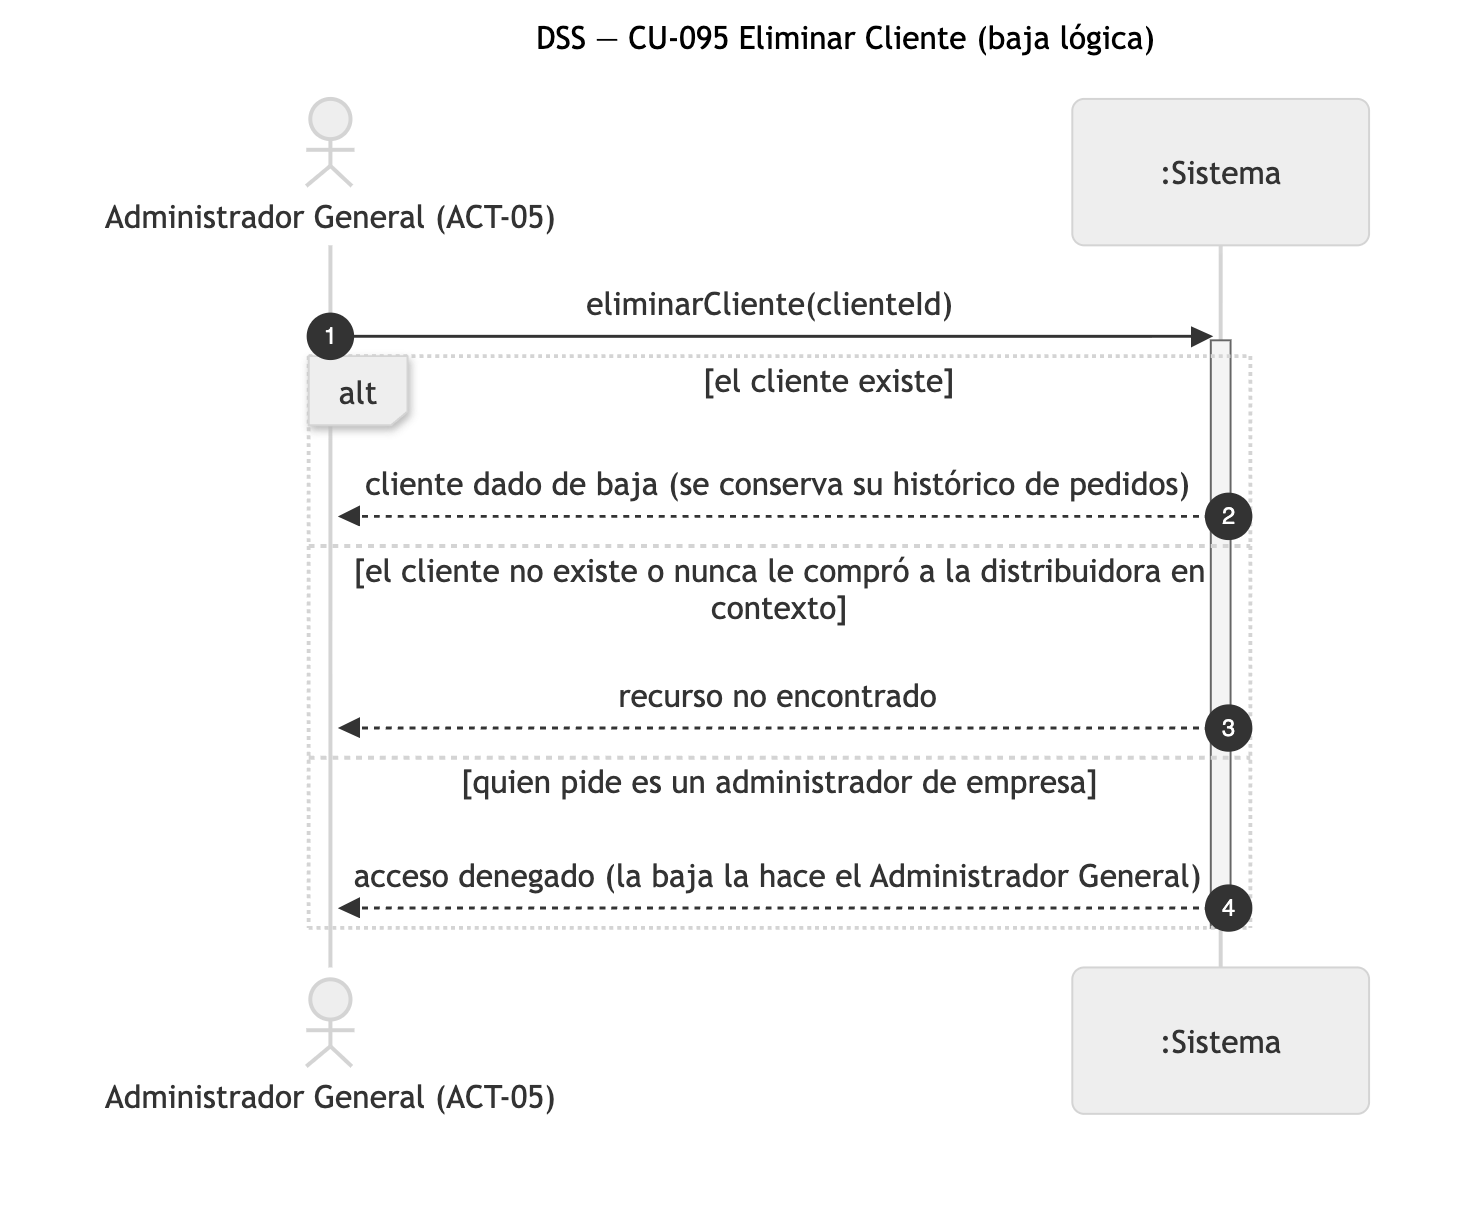 DSS — CU-095 Eliminar Cliente (baja lógica)
Administrador General (ACT-05)
:Sistema
eliminarCliente(clienteId)
1
alt
[el cliente existe]
cliente dado de baja (se conserva su histórico de pedidos)
2
[el cliente no existe o nunca le compró a la distribuidora en
contexto]
recurso no encontrado
3
[quien pide es un administrador de empresa]
acceso denegado (la baja la hace el Administrador General)
4
Administrador General (ACT-05)
:Sistema